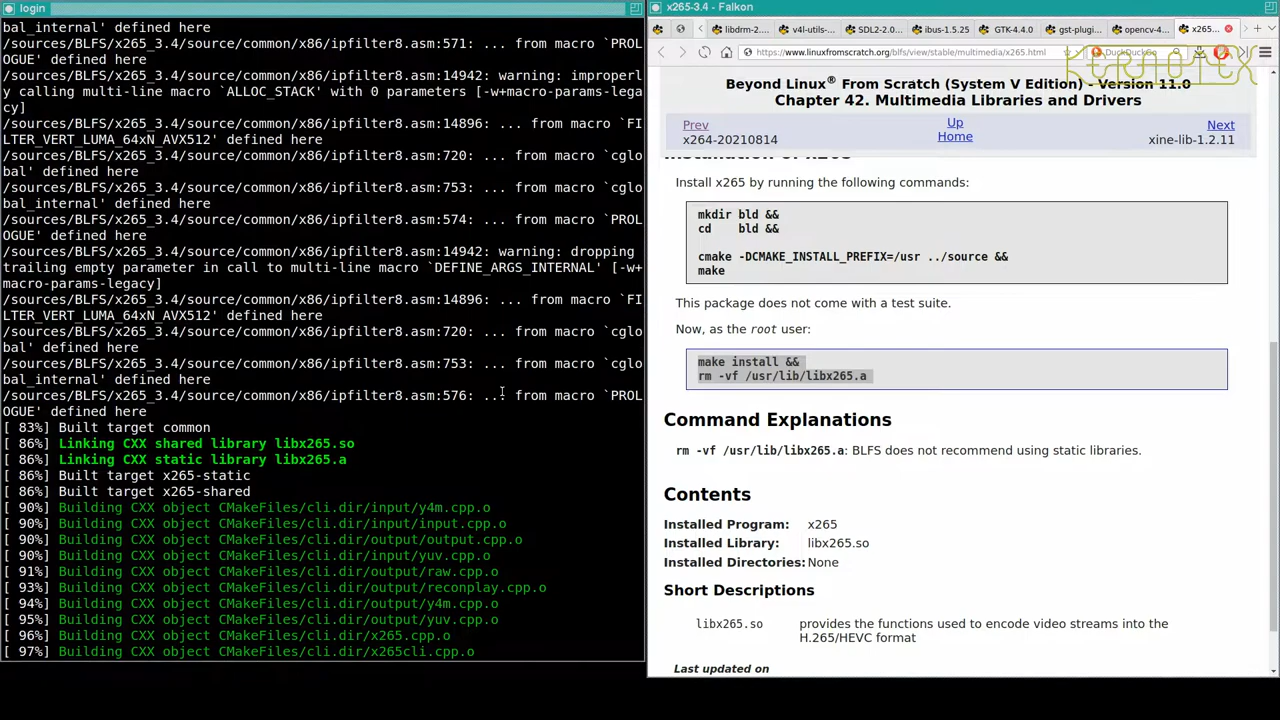 login
bal_internal' defined here
/sources/BLFS/x265_3.4/source/common/x86/ipfilter8.asm:571: ... from macro `PROL
OGUE' defined here
/sources/BLFS/x265_3.4/source/common/x86/ipfilter8.asm:14942: warning: improperl
y calling multi-line macro `ALLOC_STACK' with 0 parameters [-w+macro-params-lega
cy]
/sources/BLFS/x265_3.4/source/common/x86/ipfilter8.asm:14896: ... from macro `FI
LTER_VERT_LUMA_64xN_AVX512' defined here
/sources/BLFS/x265_3.4/source/common/x86/ipfilter8.asm:720: ... from macro `cglo
bal' defined here
/sources/BLFS/x265_3.4/source/common/x86/ipfilter8.asm:753: ... from macro `cglo
bal_internal' defined here
/sources/BLFS/x265_3.4/source/common/x86/ipfilter8.asm:574: ... from macro `PROL
OGUE' defined here
/sources/BLFS/x265_3.4/source/common/x86/ipfilter8.asm:14942: warning: dropping
trailing empty parameter in call to multi-line macro `DEFINE_ARGS_INTERNAL' [-w+
macro-params-legacy]
/sources/BLFS/x265_3.4/source/common/x86/ipfilter8.asm:14896: ... from macro `FI
LTER_VERT_LUMA_64xN_AVX512' defined here
/sources/BLFS/x265_3.4/source/common/x86/ipfilter8.asm:720: ... from macro `cglo
bal' defined here
/sources/BLFS/x265_3.4/source/common/x86/ipfilter8.asm:753: ... from macro `cglo
bal_internal' defined here
/sources/BLFS/x265_3.4/source/common/x86/ipfilter8.asm:576: ... from macro `PROL
OGUE' defined here
[ 83%] Built target common
[ 86%] Linking CXX shared library libx265.so
[ 86%] Linking CXX static library libx265.a
[ 86%] Built target x265-static
[ 86%] Built target x265-shared
[ 90%] Building CXX object CMakeFiles/cli.dir/input/y4m.cpp.o
[ 90%] Building CXX object CMakeFiles/cli.dir/input/input.cpp.o
[ 90%] Building CXX object CMakeFiles/cli.dir/output/output.cpp.o
[ 90%] Building CXX object CMakeFiles/cli.dir/input/yuv.cpp.o
[ 91%] Building CXX object CMakeFiles/cli.dir/output/raw.cpp.o
[ 93%] Building CXX object CMakeFiles/cli.dir/output/reconplay.cpp.o
[ 94%] Building CXX object CMakeFiles/cli.dir/output/y4m.cpp.o
[ 95%] Building CXX object CMakeFiles/cli.dir/output/yuv.cpp.o
[ 96%] Building CXX object CMakeFiles/cli.dir/x265.cpp.o
[ 97%] Building CXX object CMakeFiles/cli.dir/x265cli.cpp.o
x265-3.4 - Falkon
libdrm-2.... v4l-utils-... SDL2-2.0... ibus-1.5.25 GTK-4.4.0 gst-plugin... opencv-4... x265...
https://www.linuxfromscratch.org/blfs/view/stable/multimedia/x265.html DuckDuckGo
KERNOTEX
Beyond Linux® From Scratch (System V Edition) - Version 11.0
Chapter 42. Multimedia Libraries and Drivers
Prev Up Next
x264-20210814 Home xine-lib-1.2.11
Installation of x265
Install x265 by running the following commands:
mkdir bld &&
cd    bld &&
cmake -DCMAKE_INSTALL_PREFIX=/usr ../source &&
make
This package does not come with a test suite.
Now, as the root user:
make install &&
rm -vf /usr/lib/libx265.a
Command Explanations
rm -vf /usr/lib/libx265.a: BLFS does not recommend using static libraries.
Contents
Installed Program: x265
Installed Library: libx265.so
Installed Directories: None
Short Descriptions
libx265.so provides the functions used to encode video streams into the
H.265/HEVC format
Last updated on